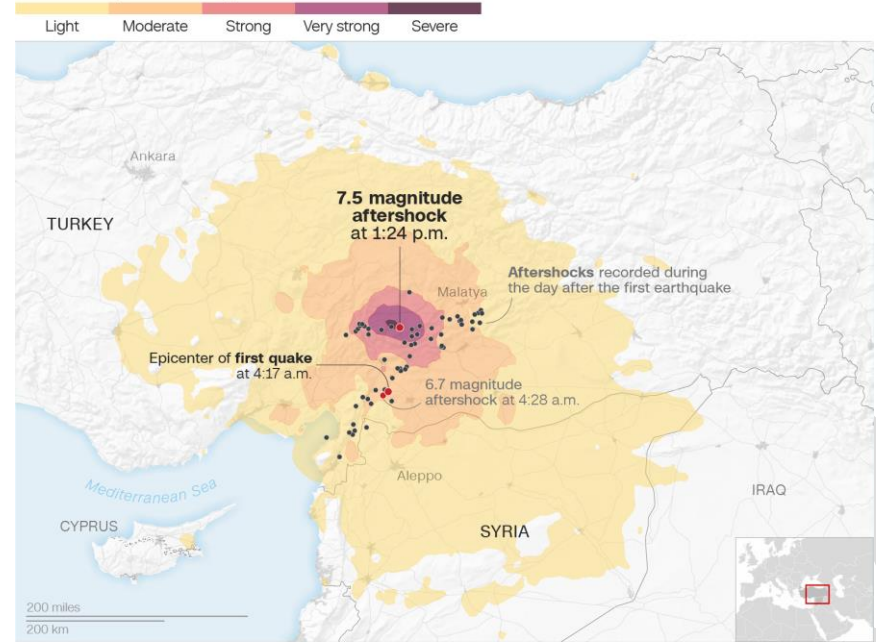 Light Moderate Strong Very strong Severe
Ankara
TURKEY
7.5 magnitude
aftershock
at 1:24 p.m.
Aftershocks recorded during
the day after the first earthquake
Malatya
Epicenter of first quake
at 4:17 a.m.
6.7 magnitude
aftershock at 4:28 a.m.
Aleppo
Mediterranean Sea
IRAQ
CYPRUS
SYRIA
200 miles
200 km